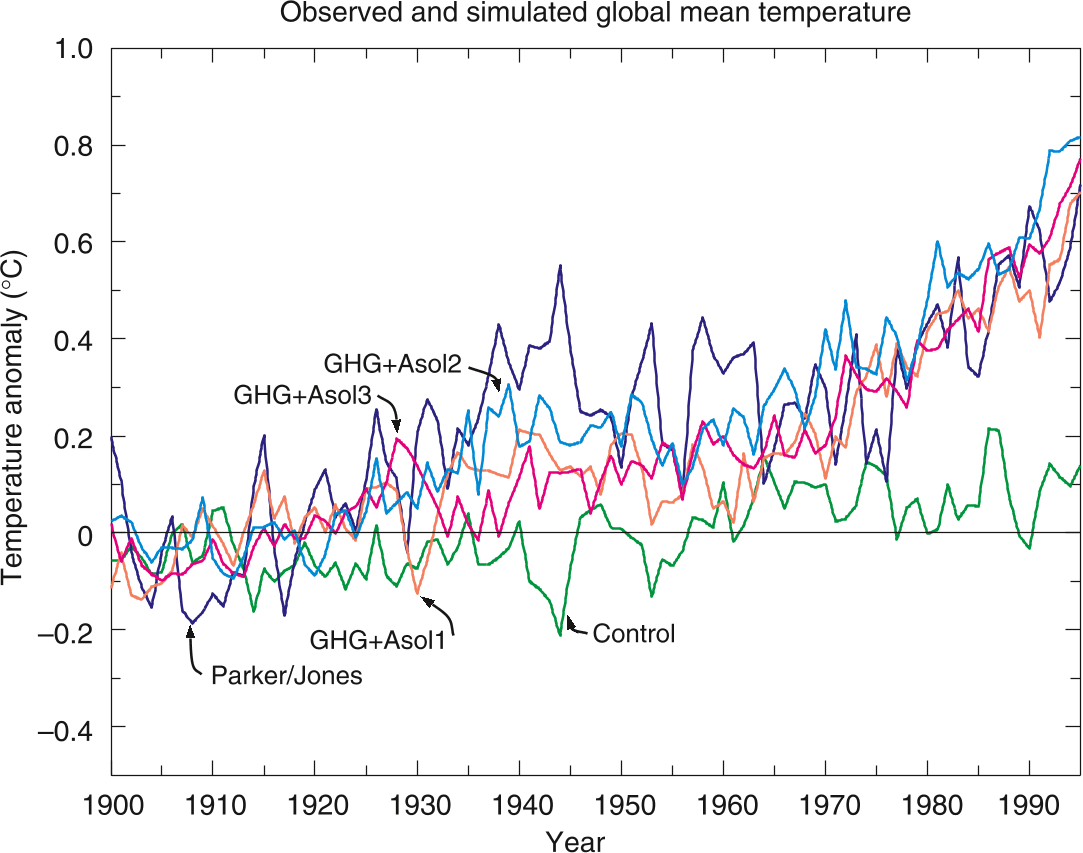 Observed and simulated global mean temperature
Temperature anomaly (°C)
1.0
0.8
0.6
0.4
0.2
0
−0.2
−0.4
GHG+Asol2
GHG+Asol3
GHG+Asol1
Control
Parker/Jones
1900 1910 1920 1930 1940 1950 1960 1970 1980 1990
Year